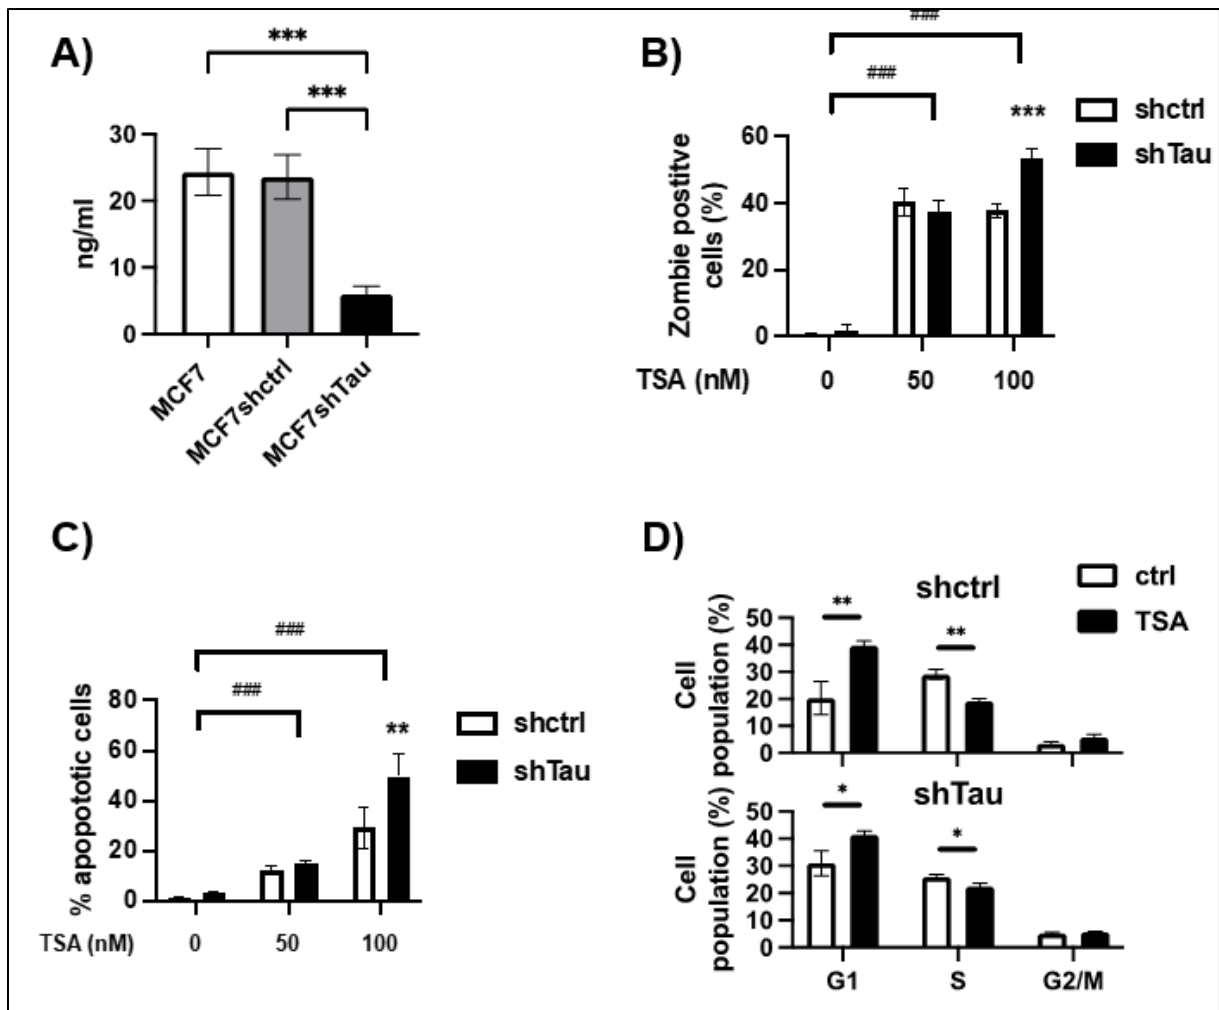 A)
***
***
30
20
10
0
ng/ml
MCF7
MCF7shctrl
MCF7shTau
B)
###
###
***
shctrl
shTau
60
40
20
0
Zombie postitve
cells (%)
TSA (nM)
0
50
100
C)
###
###
**
shctrl
shTau
80
60
40
20
0
% apopototic cells
TSA (nM)
0
50
100
D)
ctrl
TSA
shctrl
**
**
50
40
30
20
10
0
Cell
population (%)
shTau
*
*
50
40
30
20
10
0
Cell
population (%)
G1
S
G2/M